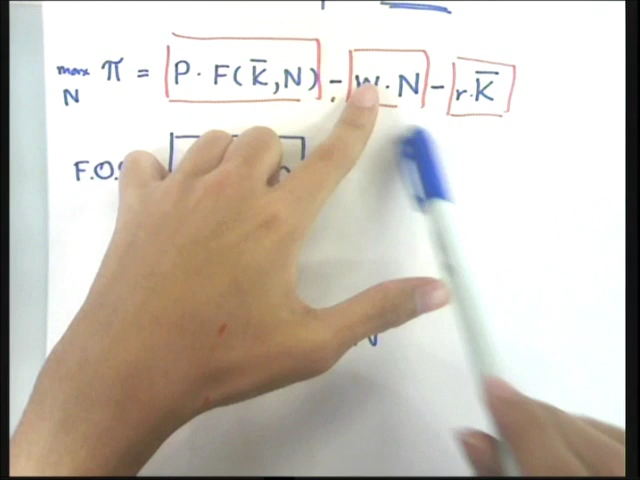 max π = P · F(K̄, N) - w · N - r.K̄
N
F.O.